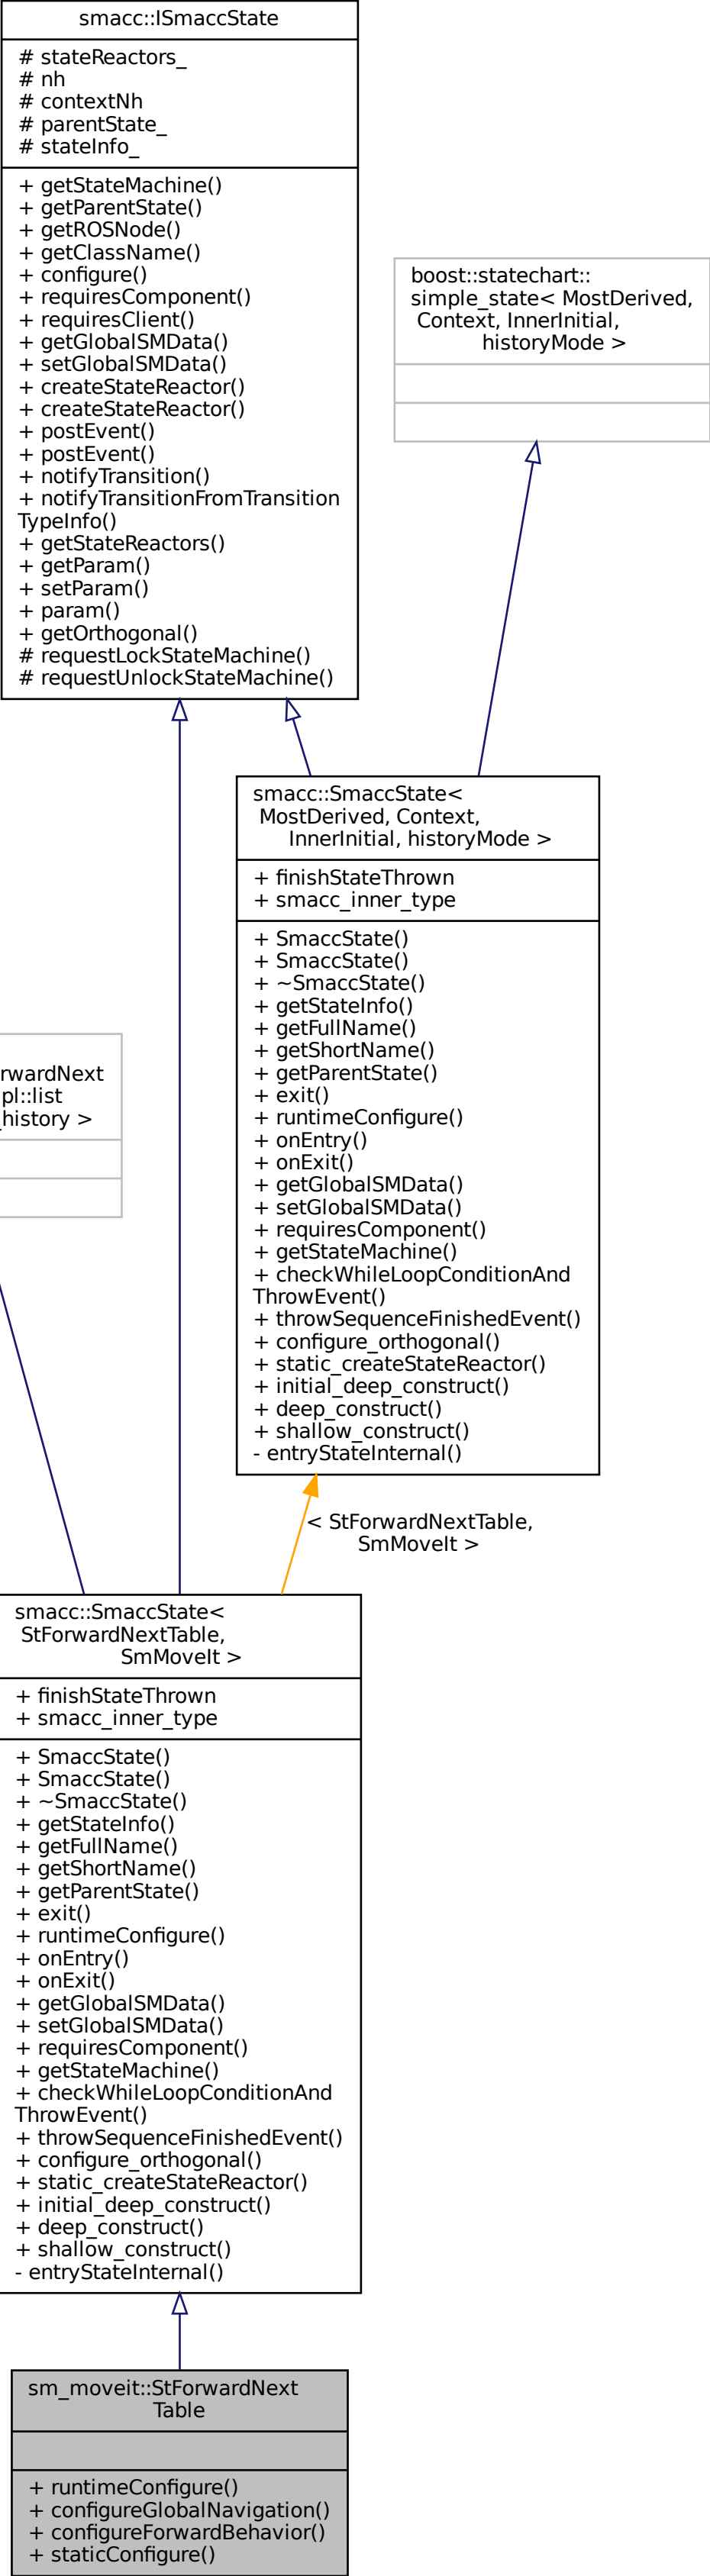 smacc::ISmaccState
# stateReactors_
# nh
# contextNh
# parentState_
# stateInfo_
+ getStateMachine()
+ getParentState()
+ getROSNode()
+ getClassName()
+ configure()
+ requiresComponent()
+ requiresClient()
+ getGlobalSMData()
+ setGlobalSMData()
+ createStateReactor()
+ createStateReactor()
+ postEvent()
+ postEvent()
+ notifyTransition()
+ notifyTransitionFromTransition
TypeInfo()
+ getStateReactors()
+ getParam()
+ setParam()
+ param()
+ getOrthogonal()
# requestLockStateMachine()
# requestUnlockStateMachine()
boost::statechart::
simple_state< MostDerived,
Context, InnerInitial,
historyMode >
smacc::SmaccState<
MostDerived, Context,
InnerInitial, historyMode >
+ finishStateThrown
+ smacc_inner_type
+ SmaccState()
+ SmaccState()
+ ~SmaccState()
+ getStateInfo()
+ getFullName()
+ getShortName()
+ getParentState()
+ exit()
+ runtimeConfigure()
+ onEntry()
+ onExit()
+ getGlobalSMData()
+ setGlobalSMData()
+ requiresComponent()
+ getStateMachine()
+ checkWhileLoopConditionAnd
ThrowEvent()
+ throwSequenceFinishedEvent()
+ configure_orthogonal()
+ static_createStateReactor()
+ initial_deep_construct()
+ deep_construct()
+ shallow_construct()
- entryStateInternal()
rwardNext
pl::list
_history >
< StForwardNextTable,
SmMoveIt >
smacc::SmaccState<
StForwardNextTable,
SmMoveIt >
+ finishStateThrown
+ smacc_inner_type
+ SmaccState()
+ SmaccState()
+ ~SmaccState()
+ getStateInfo()
+ getFullName()
+ getShortName()
+ getParentState()
+ exit()
+ runtimeConfigure()
+ onEntry()
+ onExit()
+ getGlobalSMData()
+ setGlobalSMData()
+ requiresComponent()
+ getStateMachine()
+ checkWhileLoopConditionAnd
ThrowEvent()
+ throwSequenceFinishedEvent()
+ configure_orthogonal()
+ static_createStateReactor()
+ initial_deep_construct()
+ deep_construct()
+ shallow_construct()
- entryStateInternal()
sm_moveit::StForwardNext
Table
+ runtimeConfigure()
+ configureGlobalNavigation()
+ configureForwardBehavior()
+ staticConfigure()